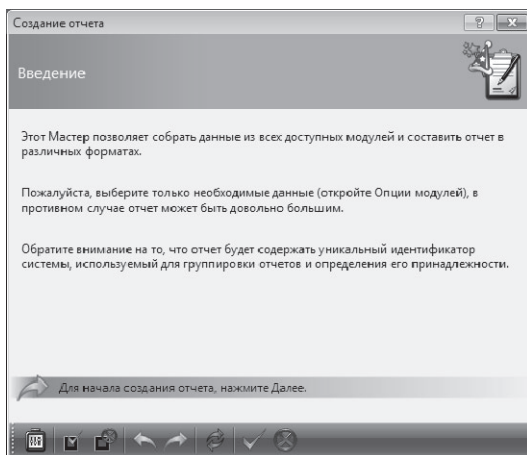 Создание отчета
Введение
Этот Мастер позволяет собрать данные из всех доступных модулей и составить отчет в
различных форматах.
Пожалуйста, выберите только необходимые данные (откройте Опции модулей), в
противном случае отчет может быть довольно большим.
Обратите внимание на то, что отчет будет содержать уникальный идентификатор
системы, используемый для группировки отчетов и определения его принадлежности.
Для начала создания отчета, нажмите Далее.